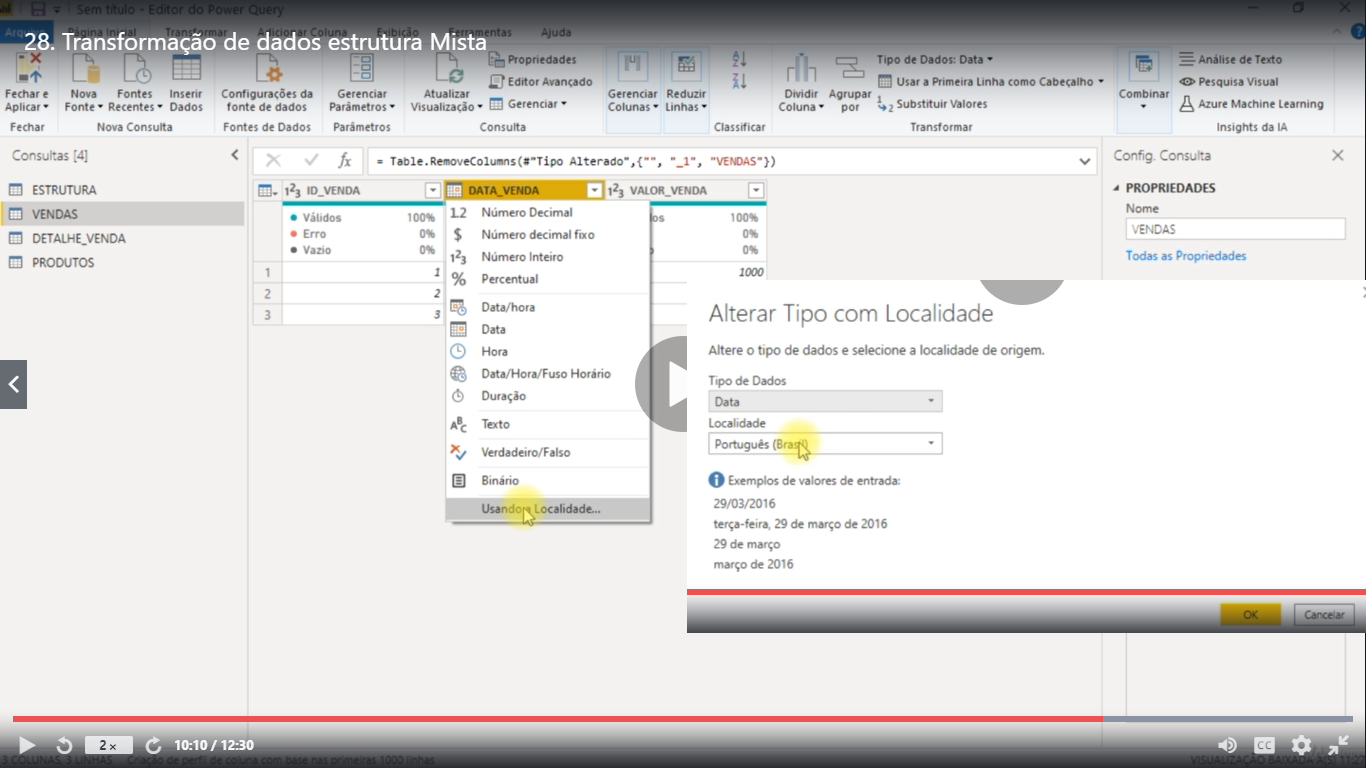 Sem título - Editor do Power Query
Página Inicial Transformar Adicionar Coluna Exibição Ferramentas Ajuda
28. Transformação de dados estrutura Mista
Fechar e
Aplicar
Fechar
Nova
Fonte
Fontes
Recentes
Inserir
Dados
Nova Consulta
Configurações da
fonte de dados
Fontes de Dados
Gerenciar
Parâmetros
Parâmetros
Atualizar
Visualização
Propriedades
Editor Avançado
Gerenciar
Consulta
Gerenciar
Colunas
Reduzir
Linhas
Classificar
Dividir
Coluna
Agrupar
por
Tipo de Dados: Data
Usar a Primeira Linha como Cabeçalho
Substituir Valores
Transformar
Combinar
Análise de Texto
Pesquisa Visual
Azure Machine Learning
Insights da IA
Consultas [4]
ESTRUTURA
VENDAS
DETALHE_VENDA
PRODUTOS
= Table.RemoveColumns(#"Tipo Alterado",{"", "_1", "VENDAS"})
ID_VENDA DATA_VENDA VALOR_VENDA
Válidos 100%
Erro 0%
Vazio 0%
100%
0%
0%
1 1 1000
2 2
3 3
1.2 Número Decimal
$ Número decimal fixo
123 Número Inteiro
% Percentual
Data/hora
Data
Hora
Data/Hora/Fuso Horário
Duração
Texto
Verdadeiro/Falso
Binário
Usando a Localidade...
Config. Consulta
PROPRIEDADES
Nome
VENDAS
Todas as Propriedades
Alterar Tipo com Localidade
Altere o tipo de dados e selecione a localidade de origem.
Tipo de Dados
Data
Localidade
Português (Brasil)
Exemplos de valores de entrada:
29/03/2016
terça-feira, 29 de março de 2016
29 de março
março de 2016
OK Cancelar
2x 10:10 / 12:30 CC
3 COLUNAS, 3 LINHAS Criação de perfil de coluna com base nas primeiras 1000 linhas